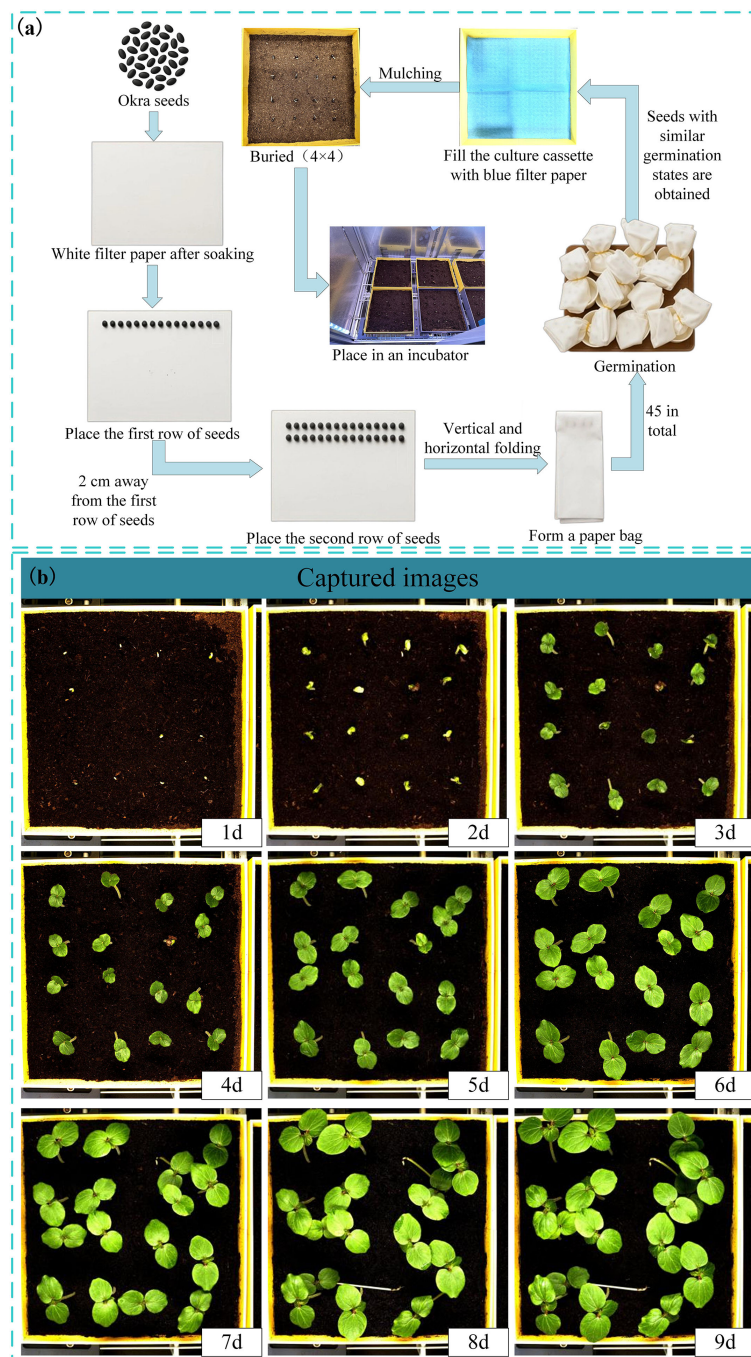 (a)
Okra seeds
White filter paper after soaking
Place the first row of seeds
2 cm away
from the first
row of seeds
Place the second row of seeds
Vertical and
horizontal folding
Form a paper bag
45 in
total
Germination
Seeds with
similar
germination
states are
obtained
Fill the culture cassette
with blue filter paper
Mulching
Buried（4×4）
Place in an incubator
(b)
Captured images
1d
2d
3d
4d
5d
6d
7d
8d
9d